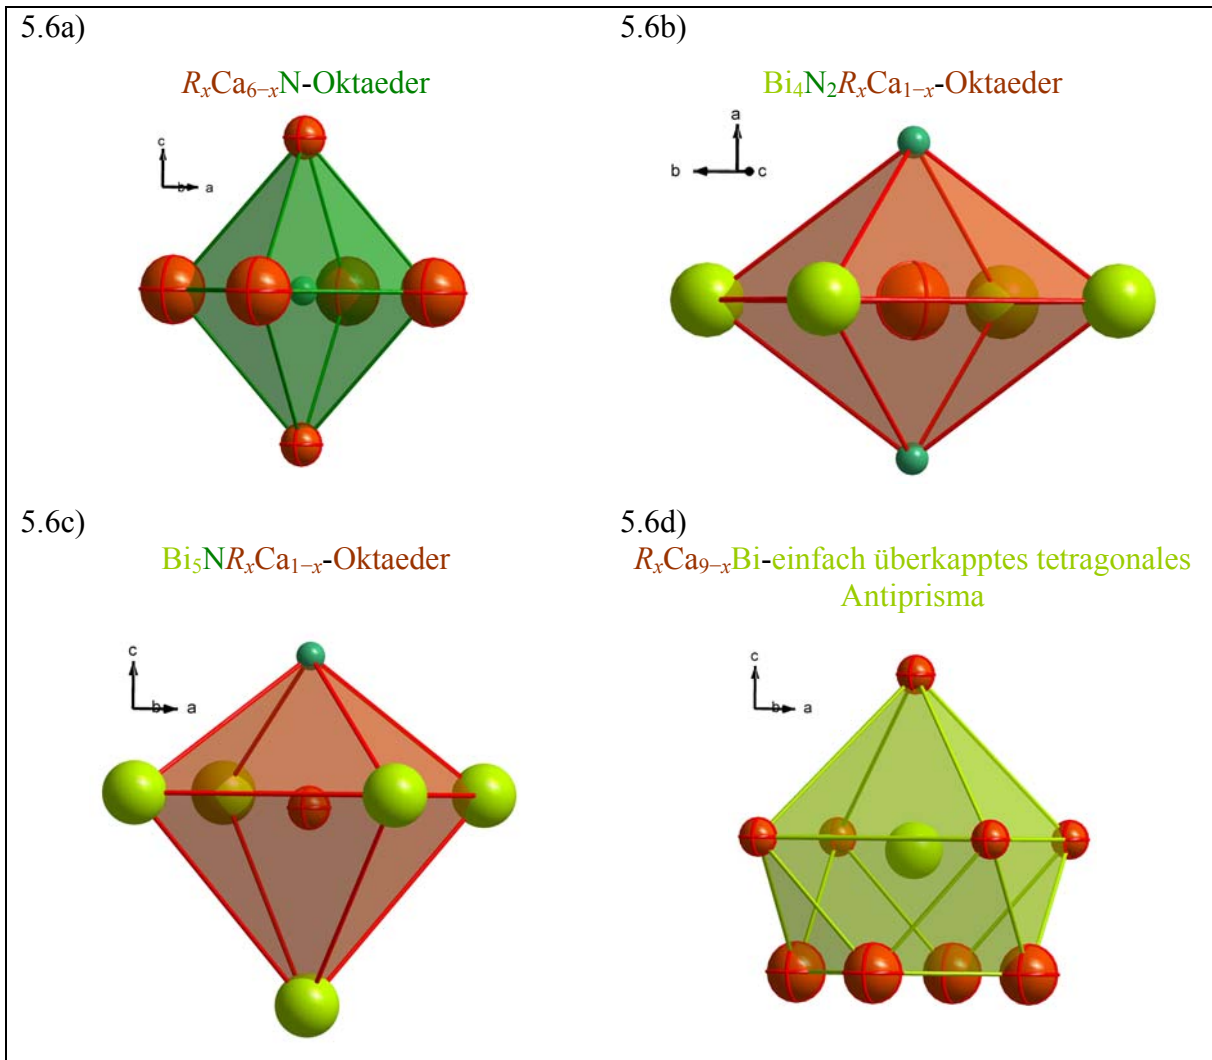 5.6a)
RₓCa₆₋ₓN-Oktaeder
c
b
a
5.6b)
Bi₄N₂RₓCa₁₋ₓ-Oktaeder
a
b
c
5.6c)
Bi₅NRₓCa₁₋ₓ-Oktaeder
c
b
a
5.6d)
RₓCa₉₋ₓBi-einfach überkapptes tetragonales
Antiprisma
c
b
a